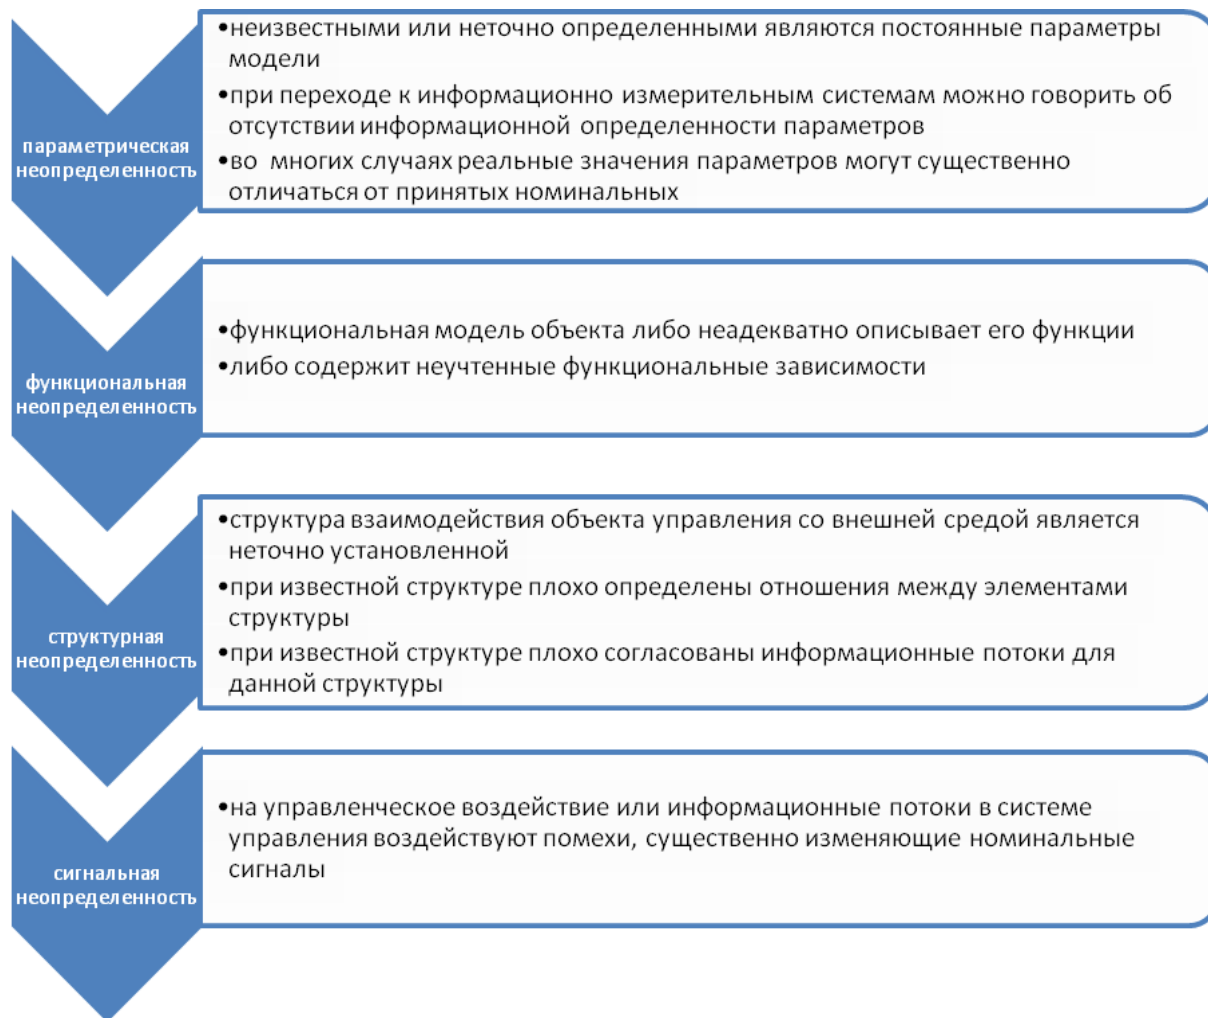 параметрическая
неопределенность
•неизвестными или неточно определенными являются постоянные параметры
модели
•при переходе к информационно измерительным системам можно говорить об
отсутствии информационной определенности параметров
•во многих случаях реальные значения параметров могут существенно
отличаться от принятых номинальных
функциональная
неопределенность
•функциональная модель объекта либо неадекватно описывает его функции
•либо содержит неучтенные функциональные зависимости
структурная
неопределенность
•структура взаимодействия объекта управления со внешней средой является
неточно установленной
•при известной структуре плохо определены отношения между элементами
структуры
•при известной структуре плохо согласованы информационные потоки для
данной структуры
сигнальная
неопределенность
•на управленческое воздействие или информационные потоки в системе
управления воздействуют помехи, существенно изменяющие номинальные
сигналы